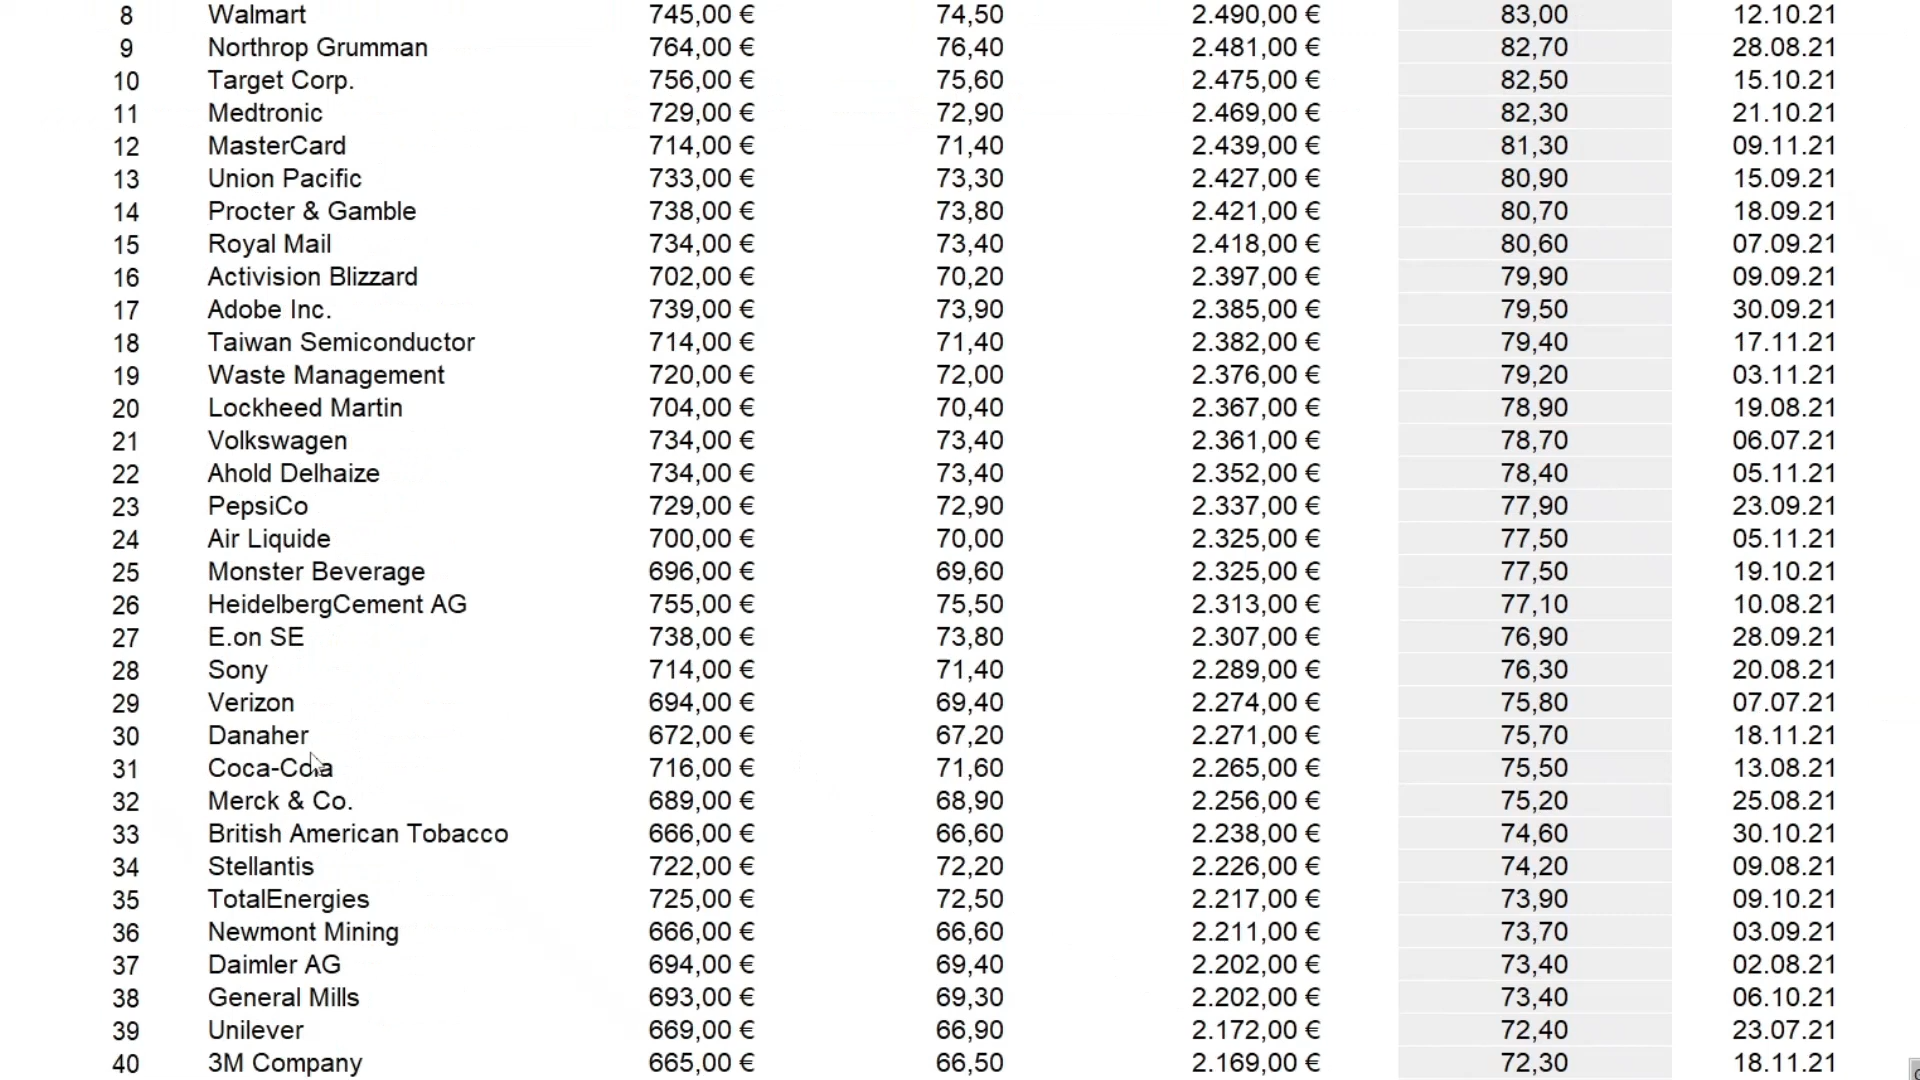 8 Walmart 745,00 € 74,50 2.490,00 € 83,00 12.10.21
9 Northrop Grumman 764,00 € 76,40 2.481,00 € 82,70 28.08.21
10 Target Corp. 756,00 € 75,60 2.475,00 € 82,50 15.10.21
11 Medtronic 729,00 € 72,90 2.469,00 € 82,30 21.10.21
12 MasterCard 714,00 € 71,40 2.439,00 € 81,30 09.11.21
13 Union Pacific 733,00 € 73,30 2.427,00 € 80,90 15.09.21
14 Procter & Gamble 738,00 € 73,80 2.421,00 € 80,70 18.09.21
15 Royal Mail 734,00 € 73,40 2.418,00 € 80,60 07.09.21
16 Activision Blizzard 702,00 € 70,20 2.397,00 € 79,90 09.09.21
17 Adobe Inc. 739,00 € 73,90 2.385,00 € 79,50 30.09.21
18 Taiwan Semiconductor 714,00 € 71,40 2.382,00 € 79,40 17.11.21
19 Waste Management 720,00 € 72,00 2.376,00 € 79,20 03.11.21
20 Lockheed Martin 704,00 € 70,40 2.367,00 € 78,90 19.08.21
21 Volkswagen 734,00 € 73,40 2.361,00 € 78,70 06.07.21
22 Ahold Delhaize 734,00 € 73,40 2.352,00 € 78,40 05.11.21
23 PepsiCo 729,00 € 72,90 2.337,00 € 77,90 23.09.21
24 Air Liquide 700,00 € 70,00 2.325,00 € 77,50 05.11.21
25 Monster Beverage 696,00 € 69,60 2.325,00 € 77,50 19.10.21
26 HeidelbergCement AG 755,00 € 75,50 2.313,00 € 77,10 10.08.21
27 E.on SE 738,00 € 73,80 2.307,00 € 76,90 28.09.21
28 Sony 714,00 € 71,40 2.289,00 € 76,30 20.08.21
29 Verizon 694,00 € 69,40 2.274,00 € 75,80 07.07.21
30 Danaher 672,00 € 67,20 2.271,00 € 75,70 18.11.21
31 Coca-Cola 716,00 € 71,60 2.265,00 € 75,50 13.08.21
32 Merck & Co. 689,00 € 68,90 2.256,00 € 75,20 25.08.21
33 British American Tobacco 666,00 € 66,60 2.238,00 € 74,60 30.10.21
34 Stellantis 722,00 € 72,20 2.226,00 € 74,20 09.08.21
35 TotalEnergies 725,00 € 72,50 2.217,00 € 73,90 09.10.21
36 Newmont Mining 666,00 € 66,60 2.211,00 € 73,70 03.09.21
37 Daimler AG 694,00 € 69,40 2.202,00 € 73,40 02.08.21
38 General Mills 693,00 € 69,30 2.202,00 € 73,40 06.10.21
39 Unilever 669,00 € 66,90 2.172,00 € 72,40 23.07.21
40 3M Company 665,00 € 66,50 2.169,00 € 72,30 18.11.21